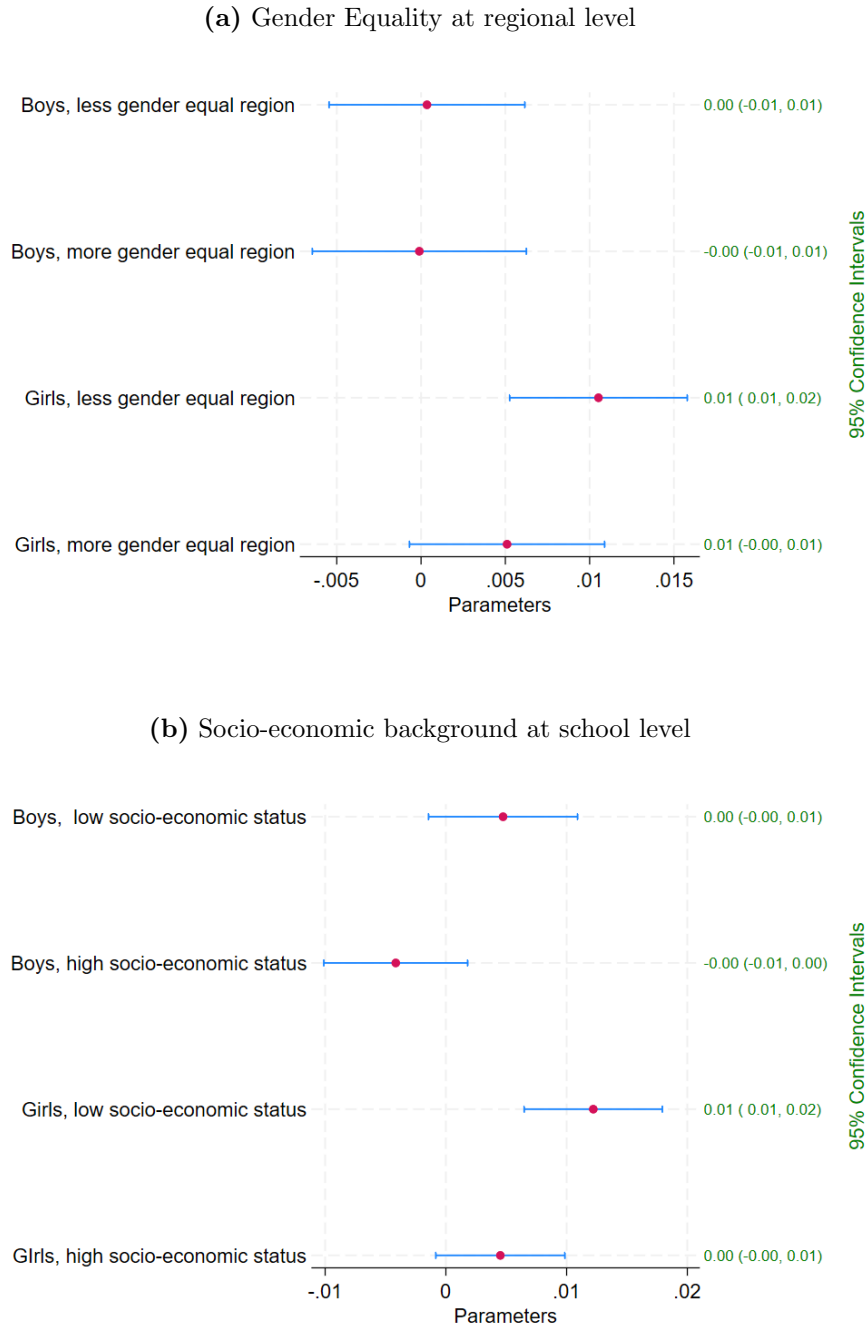 (a) Gender Equality at regional level
Boys, less gender equal region
0.00 (-0.01, 0.01)
Boys, more gender equal region
-0.00 (-0.01, 0.01)
Girls, less gender equal region
0.01 ( 0.01, 0.02)
Girls, more gender equal region
0.01 (-0.00, 0.01)
95% Confidence Intervals
-.005 0 .005 .01 .015
Parameters
(b) Socio-economic background at school level
Boys,  low socio-economic status
0.00 (-0.00, 0.01)
Boys, high socio-economic status
-0.00 (-0.01, 0.00)
Girls, low socio-economic status
0.01 ( 0.01, 0.02)
GIrls, high socio-economic status
0.00 (-0.00, 0.01)
95% Confidence Intervals
-.01 0 .01 .02
Parameters